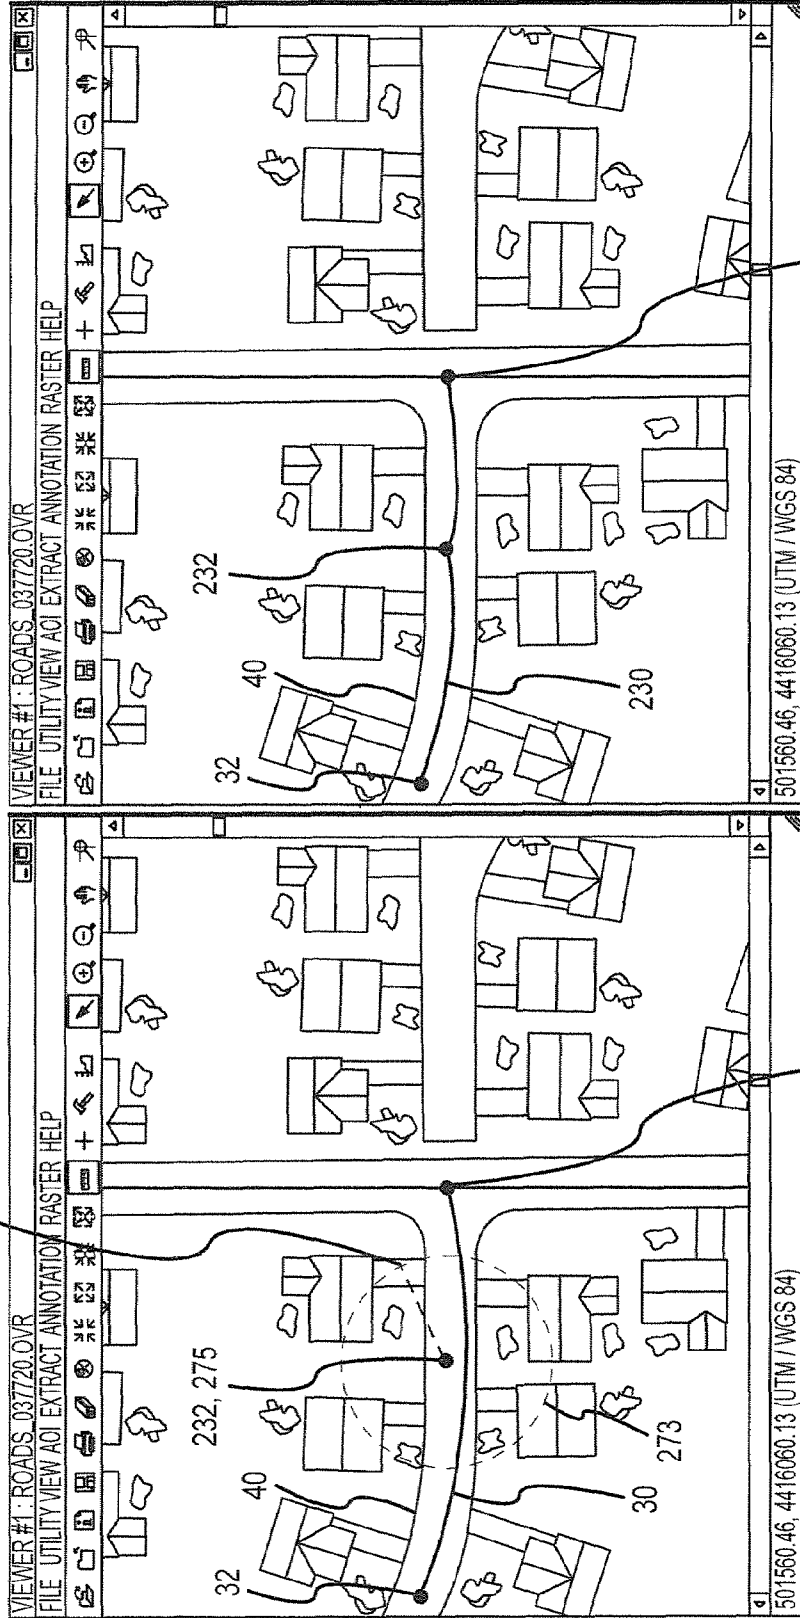 VIEWER #1 : ROADS_037720.OVR
FILE UTILITY VIEW AOI EXTRACT ANNOTATION RASTER HELP
232, 275
40
32
30
273
501560.46, 4416060.13 (UTM / WGS 84)
VIEWER #1 : ROADS_037720.OVR
FILE UTILITY VIEW AOI EXTRACT ANNOTATION RASTER HELP
232
40
32
230
501560.46, 4416060.13 (UTM / WGS 84)